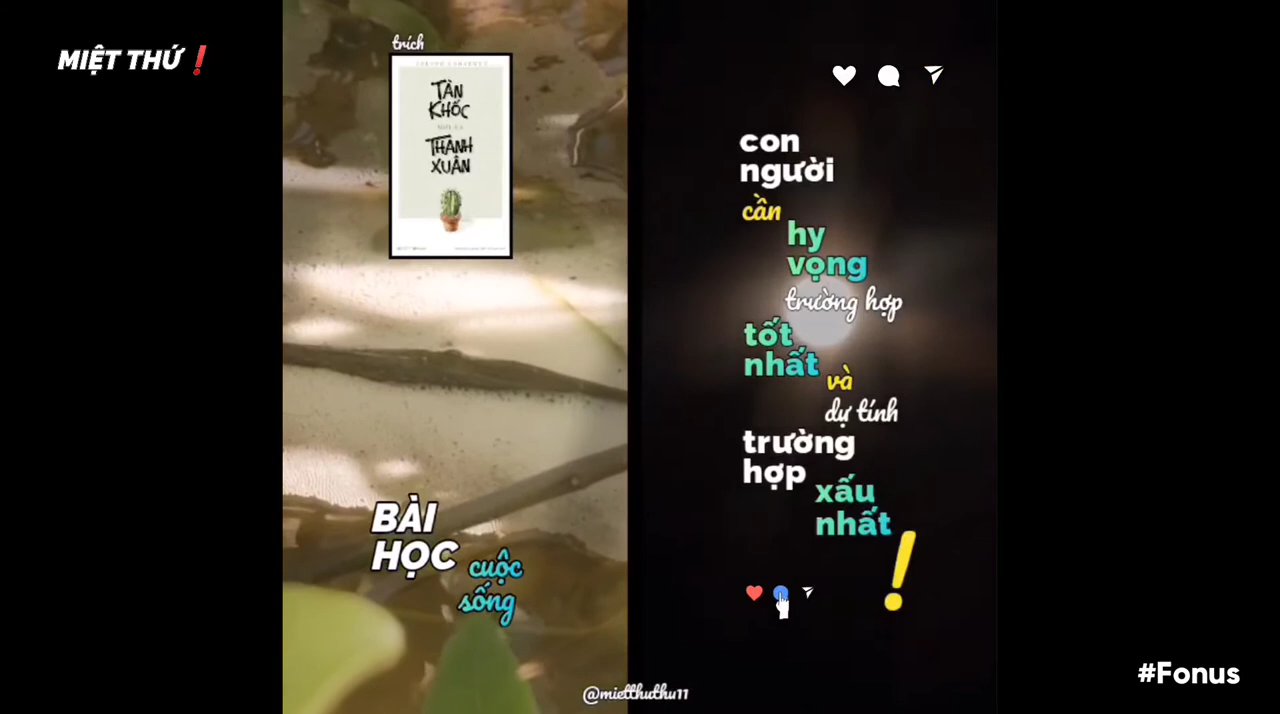 MIỆT THỨ❗
trích
TÀN
KHỐC
THANH
XUÂN
BÀI
HỌC
cuộc
sống
con
người
cần
hy
vọng
trường hợp
tốt
nhất
và
dự tính
trường
hợp
xấu
nhất
!
@mietthuthu11
#Fonus